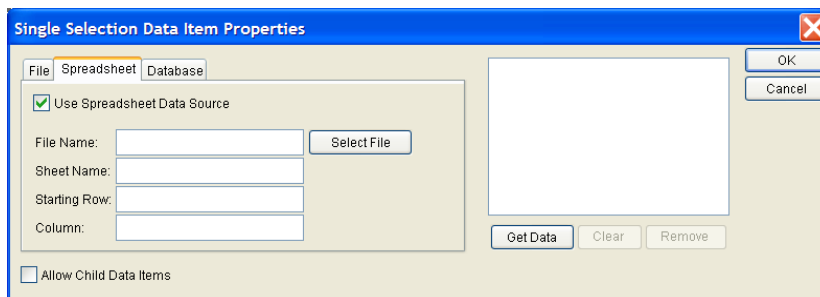 Single Selection Data Item Properties
File Spreadsheet Database
Use Spreadsheet Data Source
File Name: Select File
Sheet Name:
Starting Row:
Column:
Allow Child Data Items
Get Data Clear Remove
OK
Cancel